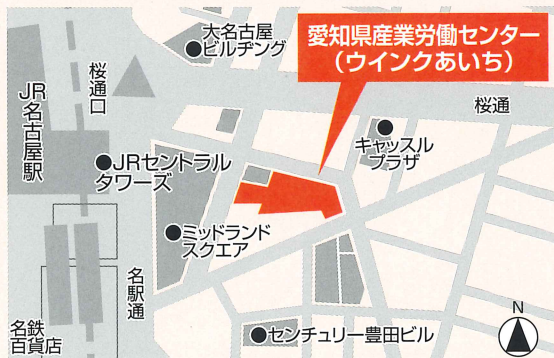 大名古屋
ビルヂング
愛知県産業労働センター
（ウインクあいち）
桜通口
JR名古屋駅
桜通
キャッスル
プラザ
JRセントラル
タワーズ
ミッドランド
スクエア
名駅通
名鉄
百貨店
センチュリー豊田ビル
N